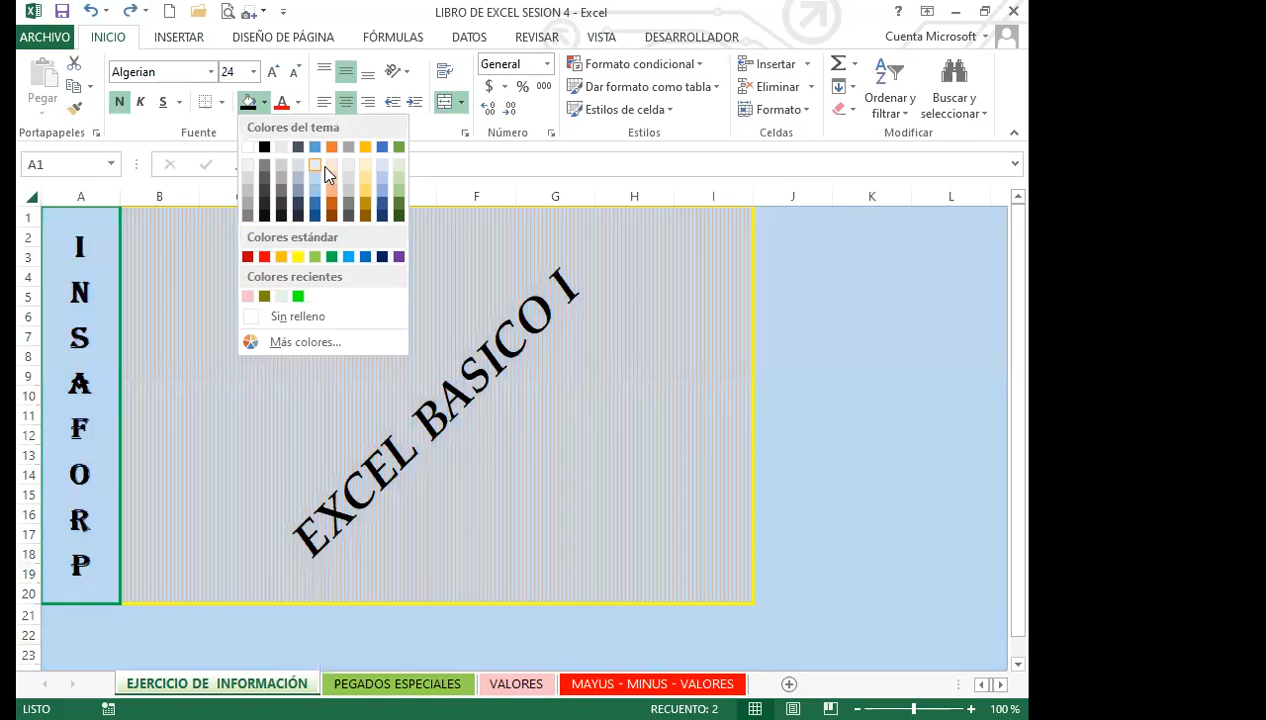 LIBRO DE EXCEL SESION 4 - Excel
ARCHIVO INICIO INSERTAR DISEÑO DE PÁGINA FÓRMULAS DATOS REVISAR VISTA DESARROLLADOR Cuenta Microsoft
Pegar
Portapapeles
Algerian 24
N K S
Fuente
General
$ % 000
Número
Formato condicional
Dar formato como tabla
Estilos de celda
Estilos
Insertar
Eliminar
Formato
Celdas
Ordenar y filtrar
Buscar y seleccionar
Modificar
Colores del tema
Colores estándar
Colores recientes
Sin relleno
Más colores...
A1
A B F G H I J K L
1
2
3
4
5
6
7
8
9
10
11
12
13
14
15
16
17
18
19
20
21
22
23
I
N
S
A
F
O
R
P
EXCEL BASICO I
EJERCICIO DE INFORMACIÓN PEGADOS ESPECIALES VALORES MAYUS - MINUS - VALORES
LISTO RECUENTO: 2 100 %